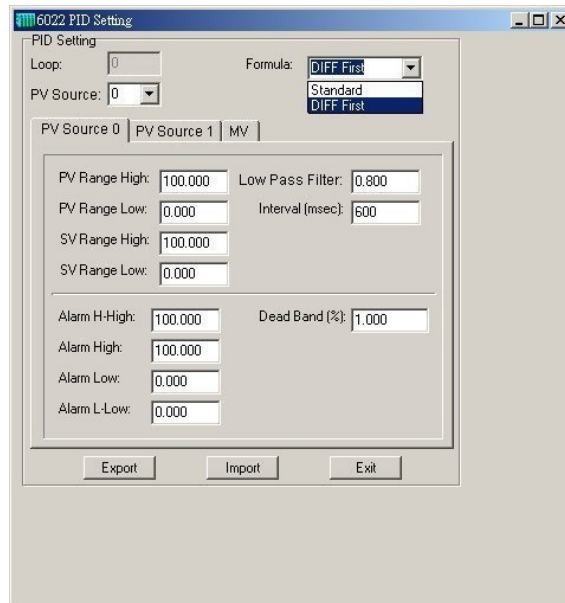 6022 PID Setting
PID Setting
Loop: 0 Formula: DIFF First
Standard
DIFF First
PV Source: 0
PV Source 0 PV Source 1 MV
PV Range High: 100.000 Low Pass Filter: 0.800
PV Range Low: 0.000 Interval (msec): 600
SV Range High: 100.000
SV Range Low: 0.000
Alarm H-High: 100.000 Dead Band (%): 1.000
Alarm High: 100.000
Alarm Low: 0.000
Alarm L-Low: 0.000
Export Import Exit